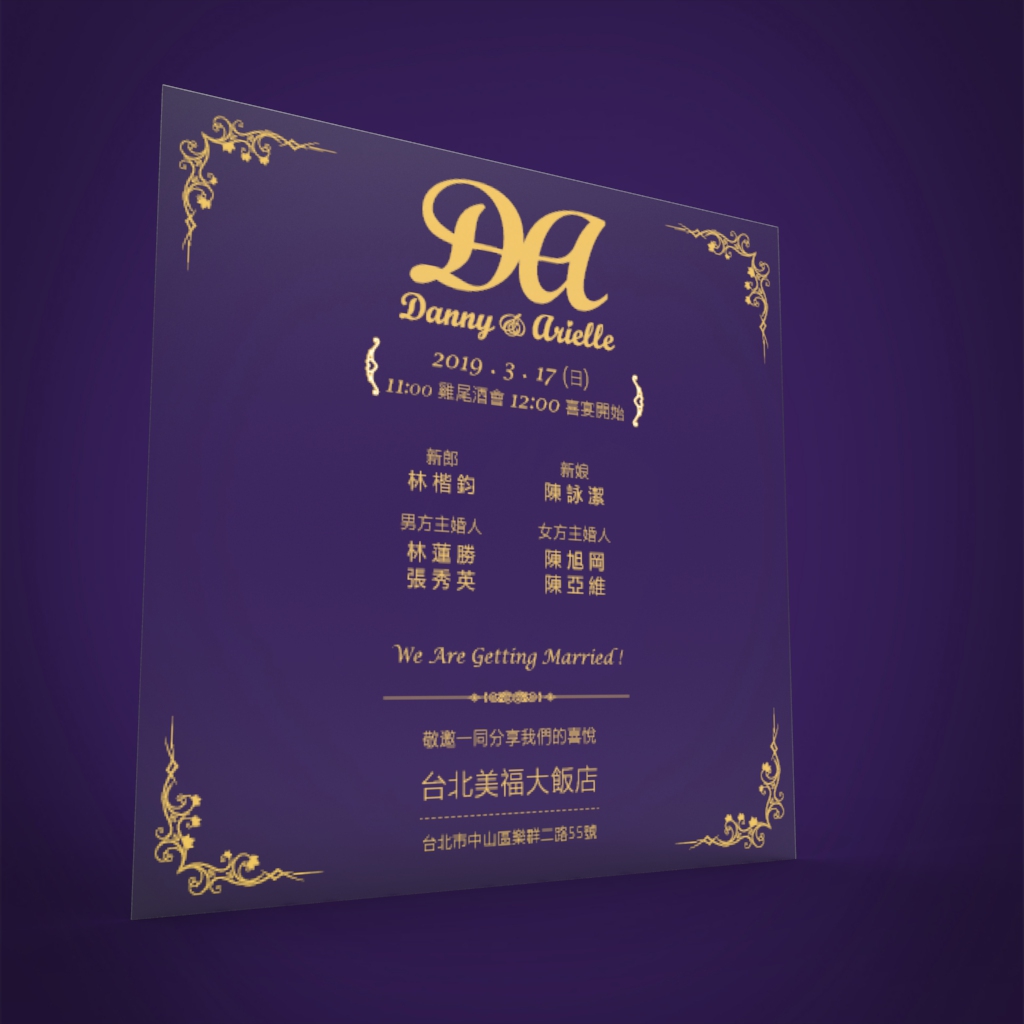 DA
Danny & Arielle
2019 . 3 . 17 (日)
11:00 雞尾酒會 12:00 喜宴開始
新郎 新娘
林楷鈞 陳詠潔
男方主婚人 女方主婚人
林蓮勝 陳旭岡
張秀英 陳亞維
We Are Getting Married !
敬邀一同分享我們的喜悅
台北美福大飯店
台北市中山區樂群二路55號